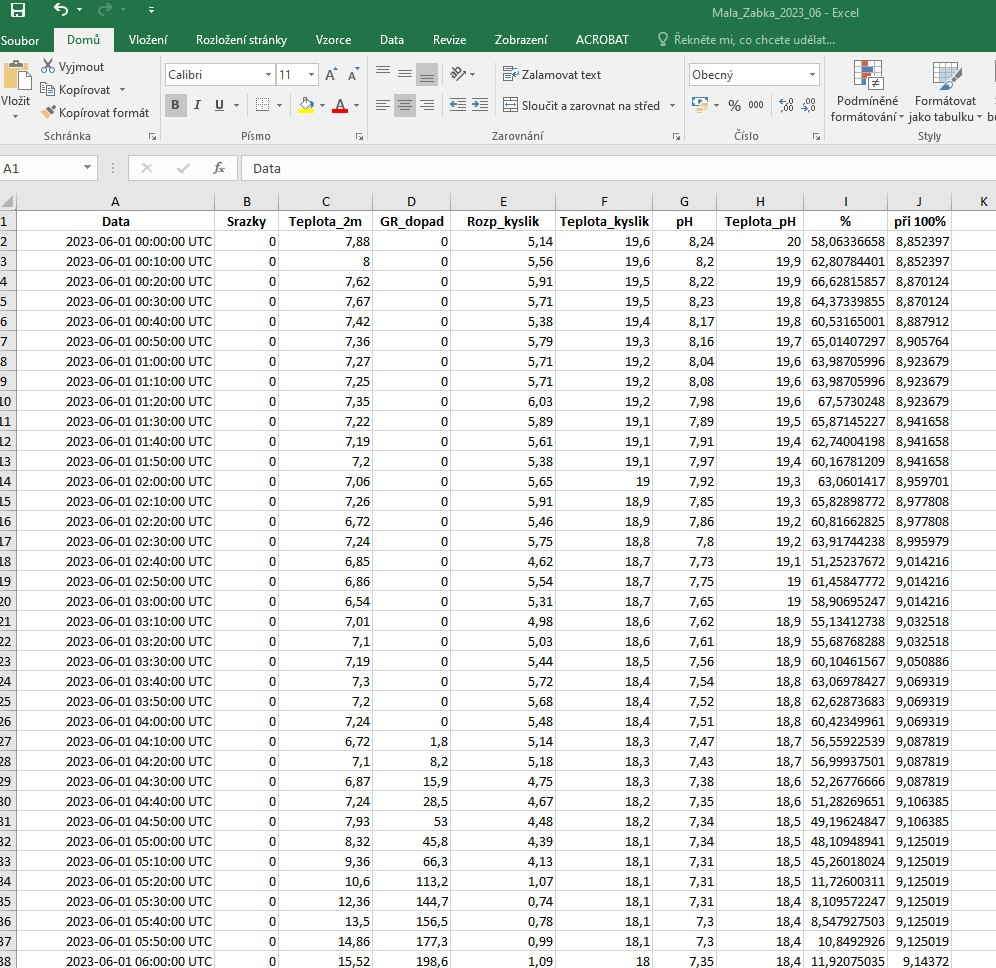 Mala_Zabka_2023_06 - Excel
Soubor Domů Vložení Rozložení stránky Vzorce Data Revize Zobrazení ACROBAT Řekněte mi, co chcete udělat...
Vložit
Vyjmout
Kopírovat
Kopírovat formát
Schránka
Calibri 11
B I U
Písmo
Zalamovat text
Sloučit a zarovnat na střed
Zarovnání
Obecný
% 000
Číslo
Podmíněné formátování
Formátovat jako tabulku
Styly
A1 fx Data
A B C D E F G H I J K
1 Data Srazky Teplota_2m GR_dopad Rozp_kyslik Teplota_kyslik pH Teplota_pH % při 100%
2 2023-06-01 00:00:00 UTC 0 7,88 0 5,14 19,6 8,24 20 58,06336658 8,852397
3 2023-06-01 00:10:00 UTC 0 8 0 5,56 19,6 8,2 19,9 62,80784401 8,852397
4 2023-06-01 00:20:00 UTC 0 7,62 0 5,91 19,5 8,22 19,9 66,62815857 8,870124
5 2023-06-01 00:30:00 UTC 0 7,67 0 5,71 19,5 8,23 19,8 64,37339855 8,870124
6 2023-06-01 00:40:00 UTC 0 7,42 0 5,38 19,4 8,17 19,8 60,53165001 8,887912
7 2023-06-01 00:50:00 UTC 0 7,36 0 5,79 19,3 8,16 19,7 65,01407297 8,905764
8 2023-06-01 01:00:00 UTC 0 7,27 0 5,71 19,2 8,04 19,6 63,98705996 8,923679
9 2023-06-01 01:10:00 UTC 0 7,25 0 5,71 19,2 8,08 19,6 63,98705996 8,923679
10 2023-06-01 01:20:00 UTC 0 7,35 0 6,03 19,2 7,98 19,6 67,5730248 8,923679
11 2023-06-01 01:30:00 UTC 0 7,22 0 5,89 19,1 7,89 19,5 65,87145227 8,941658
12 2023-06-01 01:40:00 UTC 0 7,19 0 5,61 19,1 7,91 19,4 62,74004198 8,941658
13 2023-06-01 01:50:00 UTC 0 7,2 0 5,38 19,1 7,97 19,4 60,16781209 8,941658
14 2023-06-01 02:00:00 UTC 0 7,06 0 5,65 19 7,92 19,3 63,0601417 8,959701
15 2023-06-01 02:10:00 UTC 0 7,26 0 5,91 18,9 7,85 19,3 65,82898772 8,977808
16 2023-06-01 02:20:00 UTC 0 6,72 0 5,46 18,9 7,86 19,2 60,81662825 8,977808
17 2023-06-01 02:30:00 UTC 0 7,24 0 5,75 18,8 7,8 19,2 63,91744238 8,995979
18 2023-06-01 02:40:00 UTC 0 6,85 0 4,62 18,7 7,73 19,1 51,25237672 9,014216
19 2023-06-01 02:50:00 UTC 0 6,86 0 5,54 18,7 7,75 19 61,45847772 9,014216
20 2023-06-01 03:00:00 UTC 0 6,54 0 5,31 18,7 7,65 19 58,90695247 9,014216
21 2023-06-01 03:10:00 UTC 0 7,01 0 4,98 18,6 7,62 18,9 55,13412738 9,032518
22 2023-06-01 03:20:00 UTC 0 7,1 0 5,03 18,6 7,61 18,9 55,68768288 9,032518
23 2023-06-01 03:30:00 UTC 0 7,19 0 5,44 18,5 7,56 18,9 60,10461567 9,050886
24 2023-06-01 03:40:00 UTC 0 7,3 0 5,72 18,4 7,54 18,8 63,06978427 9,069319
25 2023-06-01 03:50:00 UTC 0 7,2 0 5,68 18,4 7,52 18,8 62,62873683 9,069319
26 2023-06-01 04:00:00 UTC 0 7,24 0 5,48 18,4 7,51 18,8 60,42349961 9,069319
27 2023-06-01 04:10:00 UTC 0 6,72 1,8 5,14 18,3 7,47 18,7 56,55922539 9,087819
28 2023-06-01 04:20:00 UTC 0 7,1 8,2 5,18 18,3 7,43 18,7 56,99937501 9,087819
29 2023-06-01 04:30:00 UTC 0 6,87 15,9 4,75 18,3 7,38 18,6 52,26776666 9,087819
30 2023-06-01 04:40:00 UTC 0 7,24 28,5 4,67 18,2 7,35 18,6 51,28269651 9,106385
31 2023-06-01 04:50:00 UTC 0 7,93 53 4,48 18,2 7,34 18,5 49,19624847 9,106385
32 2023-06-01 05:00:00 UTC 0 8,32 45,8 4,39 18,1 7,34 18,5 48,10948941 9,125019
33 2023-06-01 05:10:00 UTC 0 9,36 66,3 4,13 18,1 7,31 18,5 45,26018024 9,125019
34 2023-06-01 05:20:00 UTC 0 10,6 113,2 1,07 18,1 7,31 18,5 11,72600311 9,125019
35 2023-06-01 05:30:00 UTC 0 12,36 144,7 0,74 18,1 7,31 18,4 8,109572247 9,125019
36 2023-06-01 05:40:00 UTC 0 13,5 156,5 0,78 18,1 7,3 18,4 8,547927503 9,125019
37 2023-06-01 05:50:00 UTC 0 14,86 177,3 0,99 18,1 7,3 18,4 10,8492926 9,125019
38 2023-06-01 06:00:00 UTC 0 15,52 198,6 1,09 18 7,35 18,4 11,92075035 9,14372